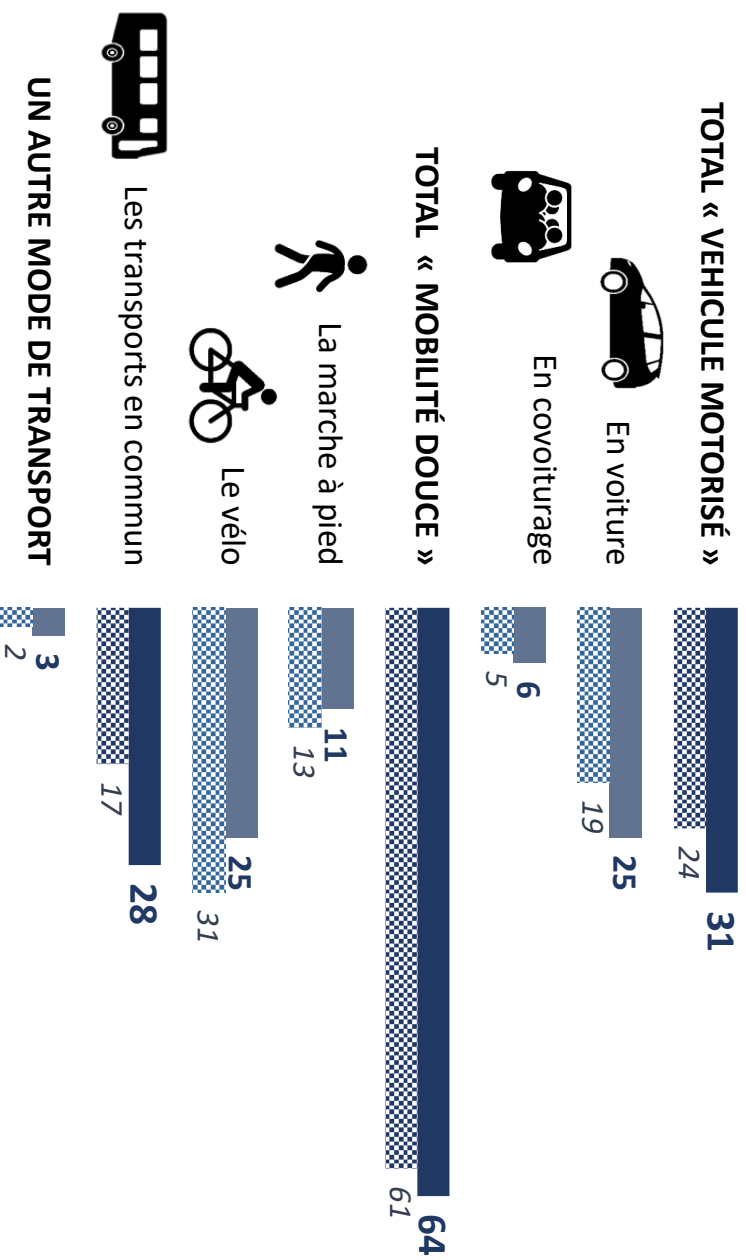 TOTAL « VEHICULE MOTORISÉ »
31
24
En voiture
25
19
En covoiturage
6
5
TOTAL « MOBILITÉ DOUCE »
64
61
La marche à pied
11
13
Le vélo
25
31
Les transports en commun
28
17
UN AUTRE MODE DE TRANSPORT
3
2